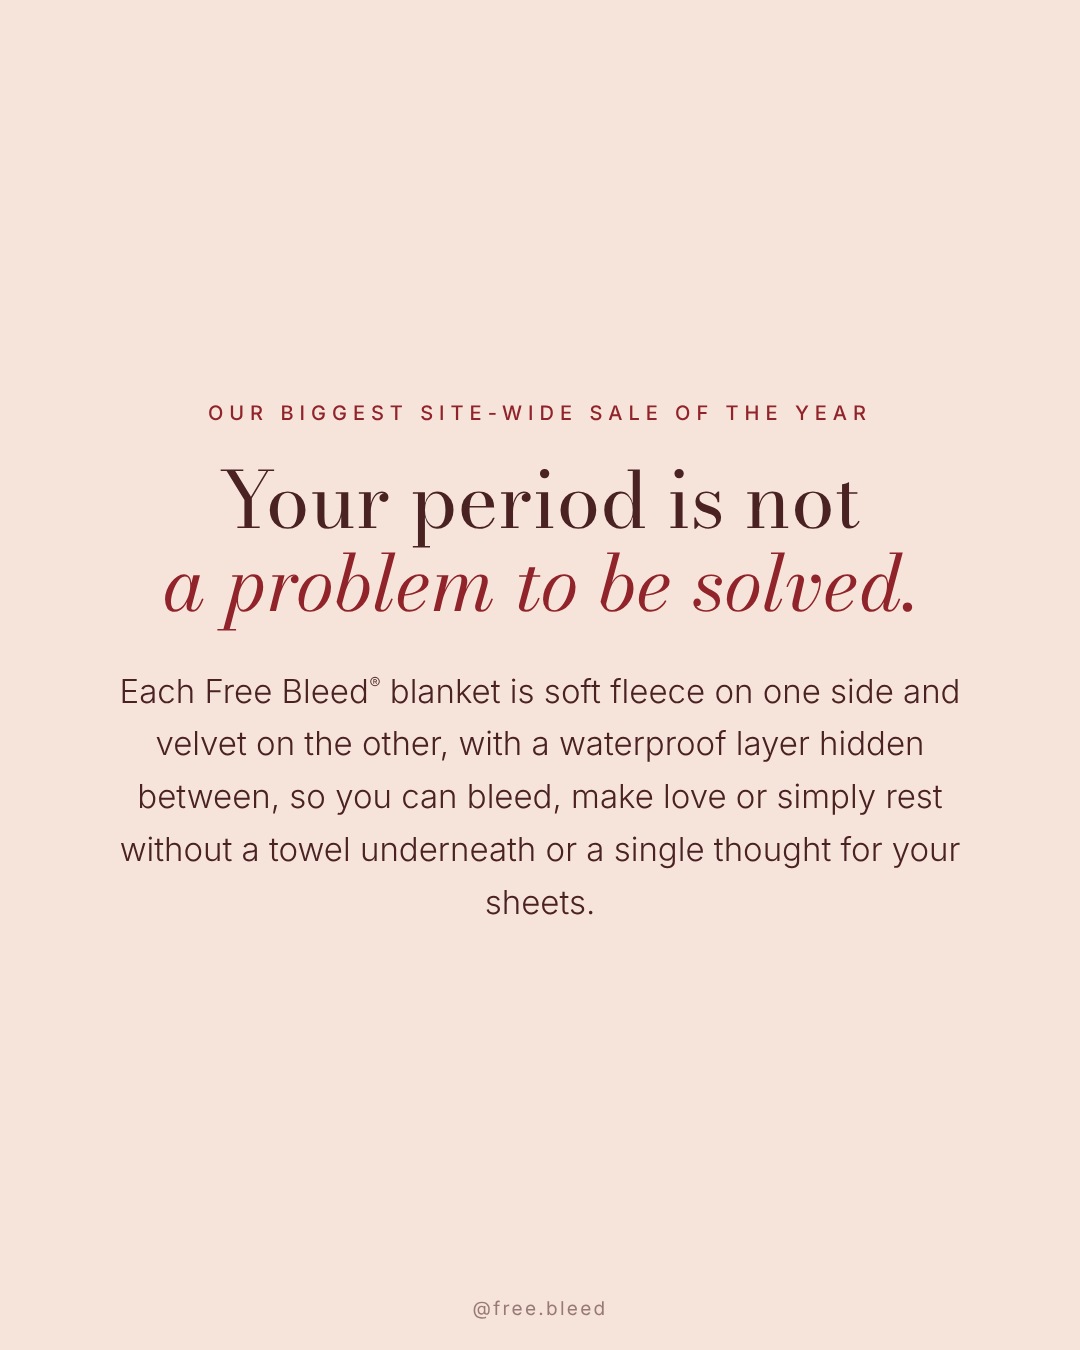 OUR BIGGEST SITE-WIDE SALE OF THE YEAR
Your period is not
a problem to be solved.
Each Free Bleed® blanket is soft fleece on one side and
velvet on the other, with a waterproof layer hidden
between, so you can bleed, make love or simply rest
without a towel underneath or a single thought for your
sheets.
@free.bleed